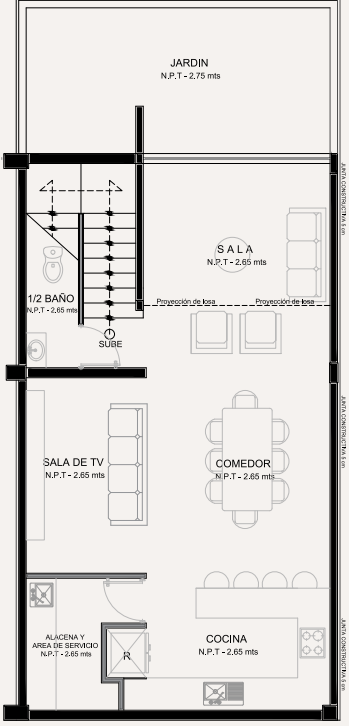 JARDIN
N.P.T - 2.75 mts
JUNTA CONSTRUCTIVA 5 cm
SALA
N.P.T - 2.65 mts
1/2 BAÑO
N.P.T - 2.65 mts
Proyección de losa
Proyección de losa
SUBE
JUNTA CONSTRUCTIVA 5 cm
SALA DE TV
N.P.T - 2.65 mts
COMEDOR
N.P.T - 2.65 mts
ALACENA Y
AREA DE SERVICIO
N.P.T - 2.65 mts
R
COCINA
N.P.T - 2.65 mts
JUNTA CONSTRUCTIVA 5 cm